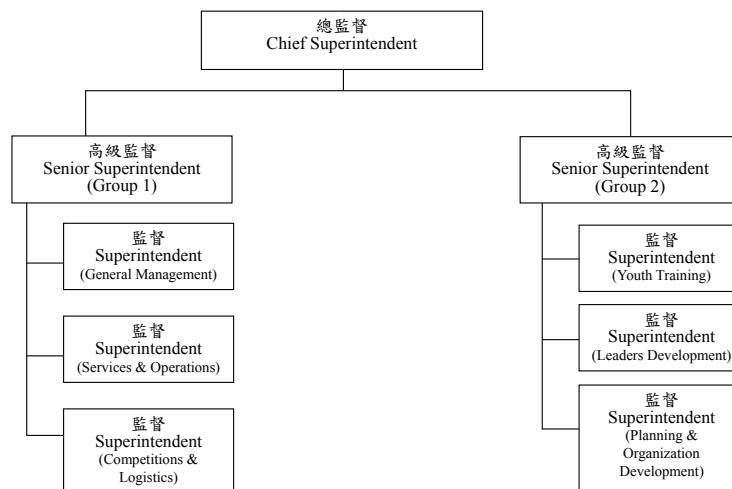 總監督
Chief Superintendent
高級監督
Senior Superintendent
(Group 1)
監督
Superintendent
(General Management)
監督
Superintendent
(Services & Operations)
監督
Superintendent
(Competitions &
Logistics)
高級監督
Senior Superintendent
(Group 2)
監督
Superintendent
(Youth Training)
監督
Superintendent
(Leaders Development)
監督
Superintendent
(Planning &
Organization
Development)